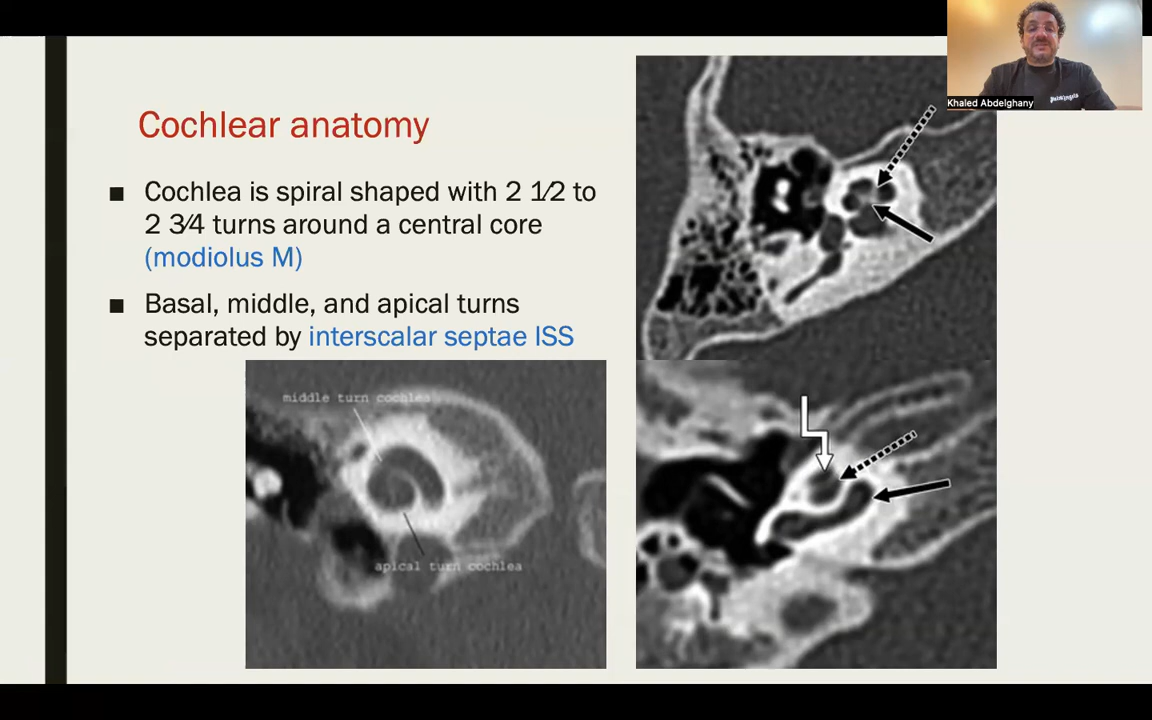 Khaled Abdelghany
Cochlear anatomy
■ Cochlea is spiral shaped with 2 1/2 to
2 3/4 turns around a central core
(modiolus M)
■ Basal, middle, and apical turns
separated by interscalar septae ISS
middle turn cochlea
apical turn cochlea